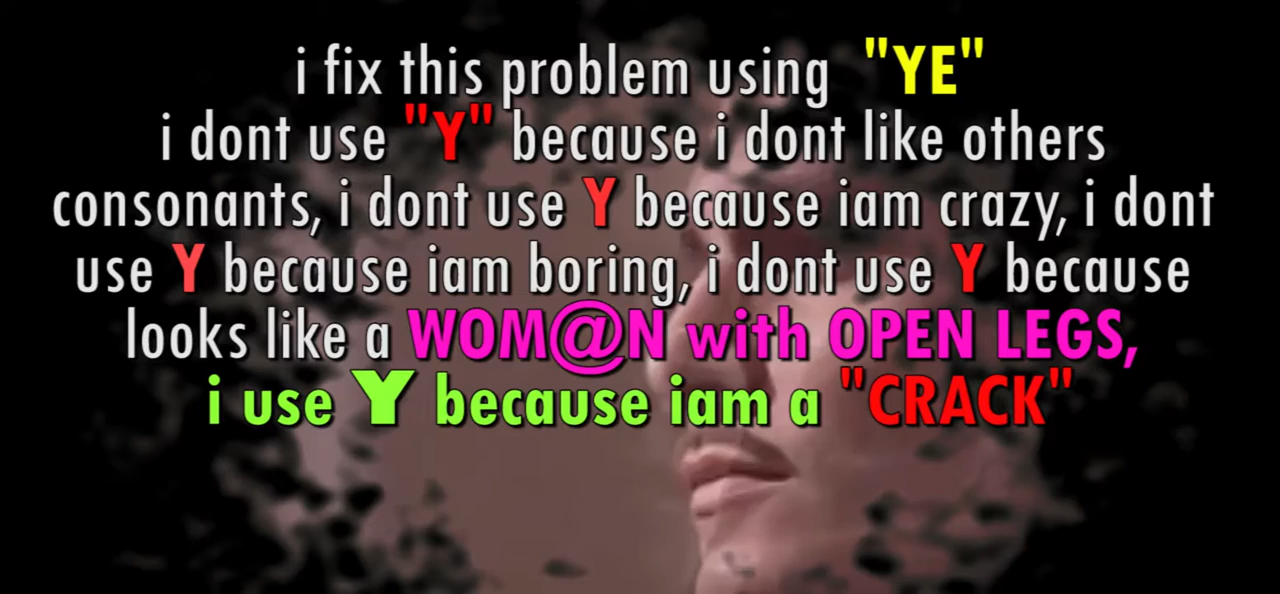 i fix this problem using "YE"
i dont use "Y" because i dont like others
consonants, i dont use Y because iam crazy, i dont
use Y because iam boring, i dont use Y because
looks like a WOM@N with OPEN LEGS,
i use Y because iam a "CRACK"